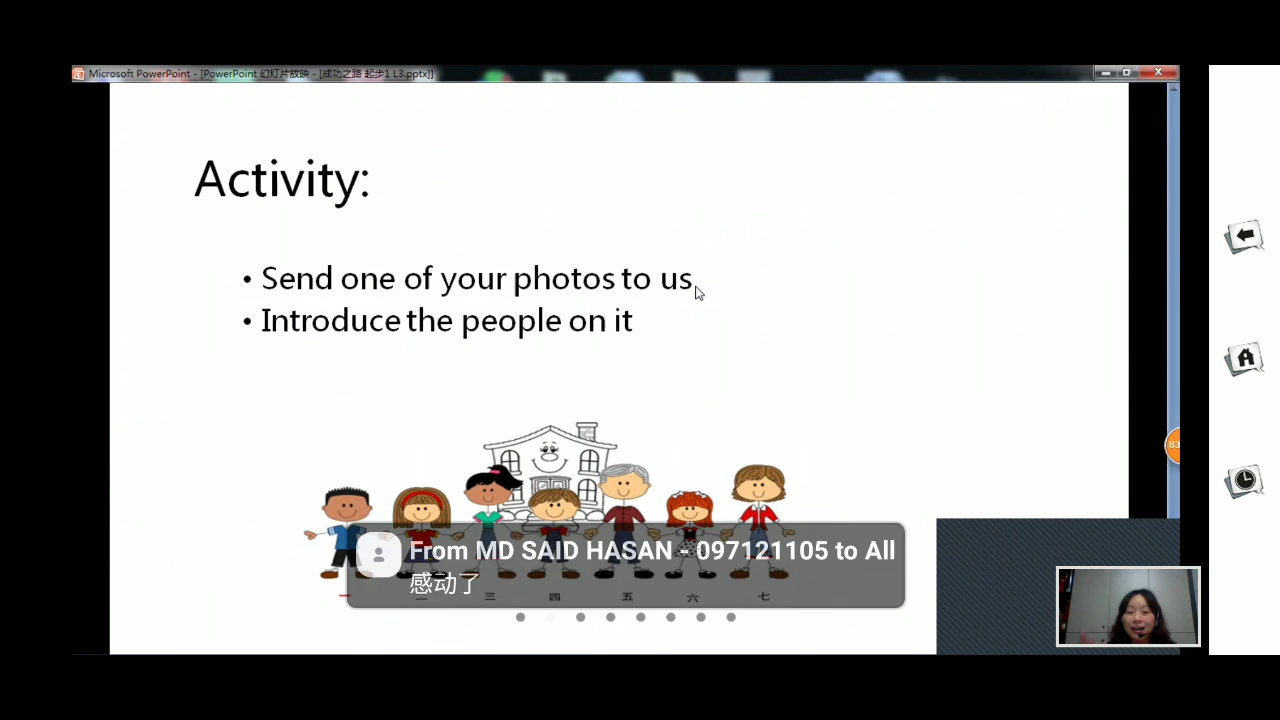 Microsoft PowerPoint - [PowerPoint 幻灯片放映 - [成功之路 起步1 L3.pptx]]
Activity:
• Send one of your photos to us
• Introduce the people on it
From MD SAID HASAN - 097121105 to All
感动了
一 二 三 四 五 六 七
83